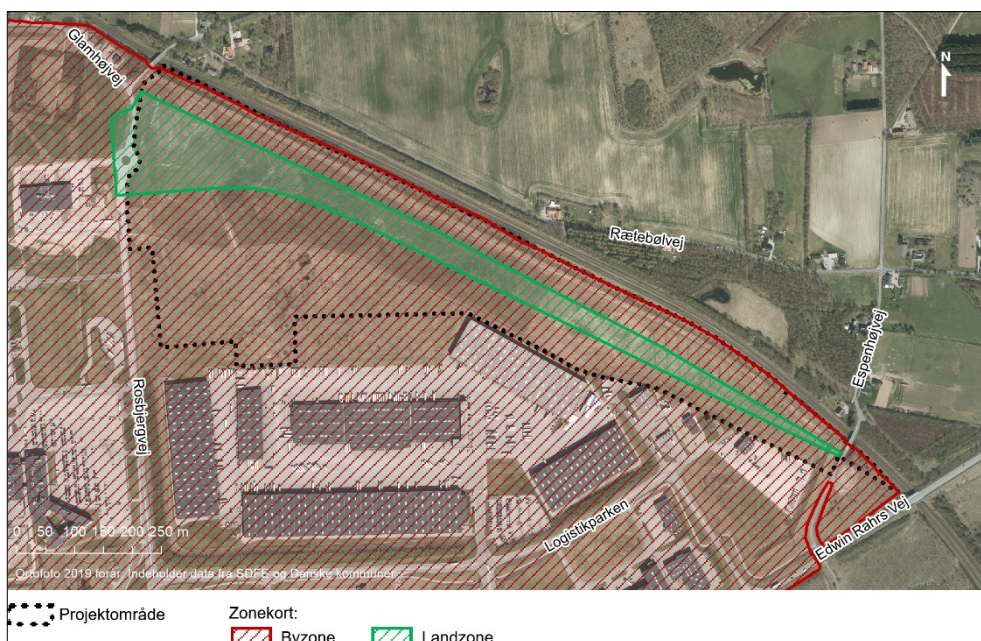 Glamhøjvej
N
Rætebølvej
Espenhøjvej
Rosbjergvej
Logistikparken
Edwin Rahrs Vej
0 50 100 150 200 250 m
Ortofoto 2019 forår, Indeholder data fra SDFE og Danske kommuner
Projektområde
Zonekort:
Byzone
Landzone